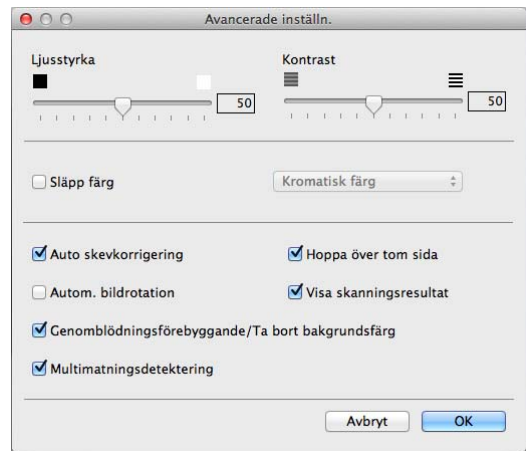 Avancerade inställn.
Ljusstyrka Kontrast
50 50
Släpp färg Kromatisk färg
Auto skevkorrigering Hoppa över tom sida
Autom. bildrotation Visa skanningsresultat
Genomblödningsförebyggande/Ta bort bakgrundsfärg
Multimatningsdetektering
Avbryt OK